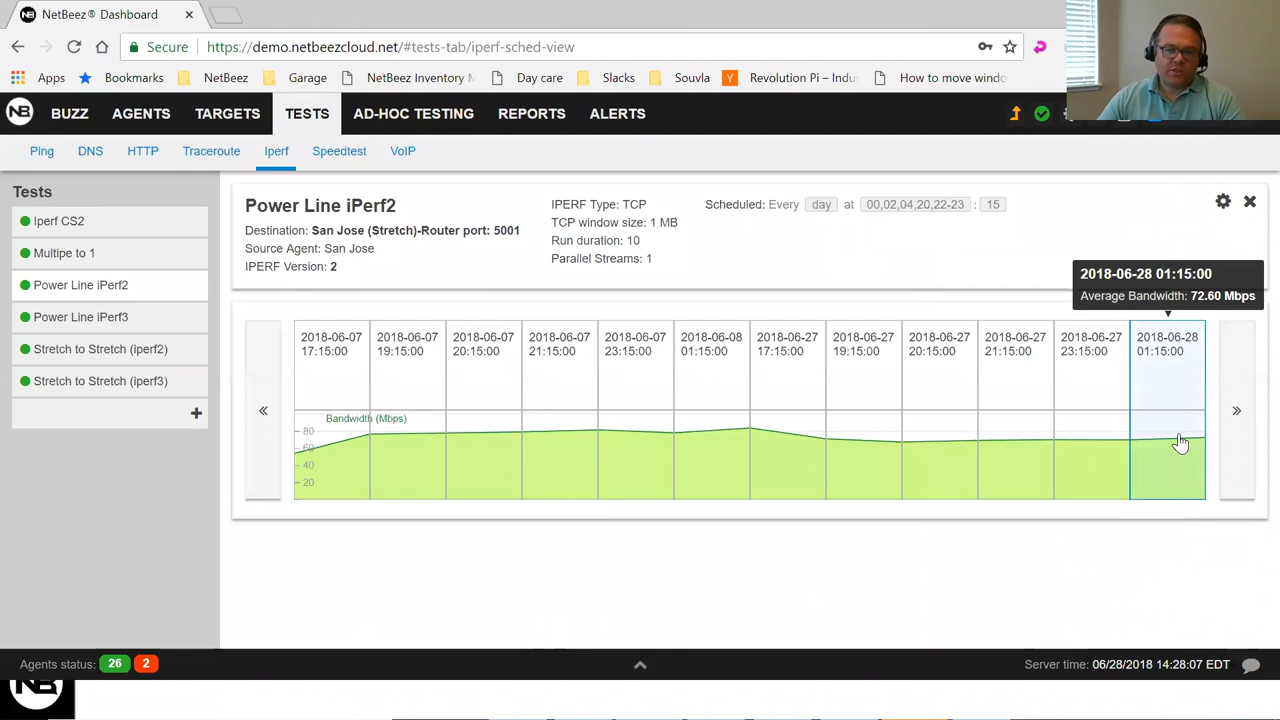 NB NetBeez® Dashboard ×
Secure https://demo.netbeezcloud.net/#tests-tab/iperf-sched-view
Apps Bookmarks NetBeez Garage NetBeez Inventory Day care Slacks Souvla Y Revolution How to move
NB BUZZ AGENTS TARGETS TESTS AD-HOC TESTING REPORTS ALERTS
Ping DNS HTTP Traceroute Iperf Speedtest VoIP
Tests
Iperf CS2
Multipe to 1
Power Line iPerf2
Power Line iPerf3
Stretch to Stretch (iperf2)
Stretch to Stretch (iperf3)
+
Power Line iPerf2
Destination: San Jose (Stretch)-Router port: 5001
Source Agent: San Jose
IPERF Version: 2
IPERF Type: TCP
TCP window size: 1 MB
Run duration: 10
Parallel Streams: 1
Scheduled: Every day at 00,02,04,20,22-23 : 15
2018-06-28 01:15:00
Average Bandwidth: 72.60 Mbps
«
2018-06-07 17:15:00
2018-06-07 19:15:00
2018-06-07 20:15:00
2018-06-07 21:15:00
2018-06-07 23:15:00
2018-06-08 01:15:00
2018-06-27 17:15:00
2018-06-27 19:15:00
2018-06-27 20:15:00
2018-06-27 21:15:00
2018-06-27 23:15:00
2018-06-28 01:15:00
»
Bandwidth (Mbps)
80
60
40
20
Agents status: 26 2
Server time: 06/28/2018 14:28:07 EDT
NB